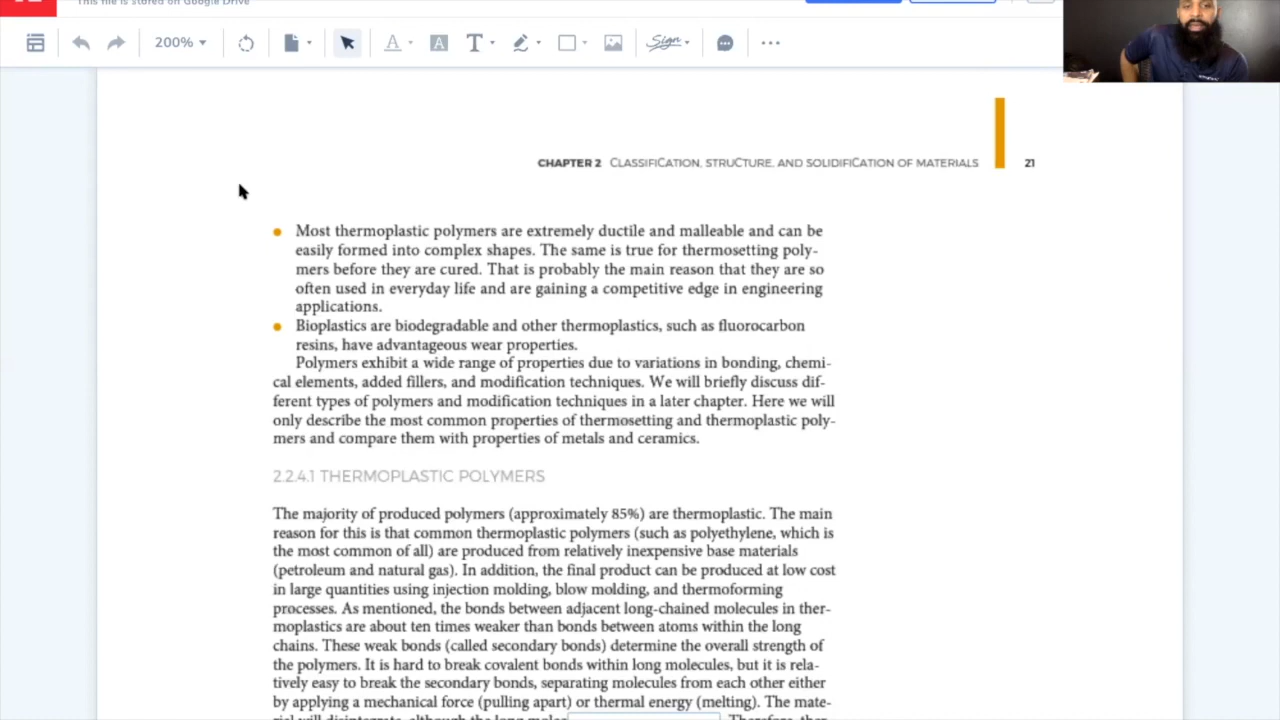 This file is stored on Google Drive
200%
A
A
T
Sign
CHAPTER 2 CLASSIFICATION, STRUCTURE, AND SOLIDIFICATION OF MATERIALS 21
• Most thermoplastic polymers are extremely ductile and malleable and can be
easily formed into complex shapes. The same is true for thermosetting poly-
mers before they are cured. That is probably the main reason that they are so
often used in everyday life and are gaining a competitive edge in engineering
applications.
• Bioplastics are biodegradable and other thermoplastics, such as fluorocarbon
resins, have advantageous wear properties.
Polymers exhibit a wide range of properties due to variations in bonding, chemi-
cal elements, added fillers, and modification techniques. We will briefly discuss dif-
ferent types of polymers and modification techniques in a later chapter. Here we will
only describe the most common properties of thermosetting and thermoplastic poly-
mers and compare them with properties of metals and ceramics.
2.2.4.1 THERMOPLASTIC POLYMERS
The majority of produced polymers (approximately 85%) are thermoplastic. The main
reason for this is that common thermoplastic polymers (such as polyethylene, which is
the most common of all) are produced from relatively inexpensive base materials
(petroleum and natural gas). In addition, the final product can be produced at low cost
in large quantities using injection molding, blow molding, and thermoforming
processes. As mentioned, the bonds between adjacent long-chained molecules in ther-
moplastics are about ten times weaker than bonds between atoms within the long
chains. These weak bonds (called secondary bonds) determine the overall strength of
the polymers. It is hard to break covalent bonds within long molecules, but it is rela-
tively easy to break the secondary bonds, separating molecules from each other either
by applying a mechanical force (pulling apart) or thermal energy (melting). The mate-
rial will disintegrate, although the long Therefore, ther-